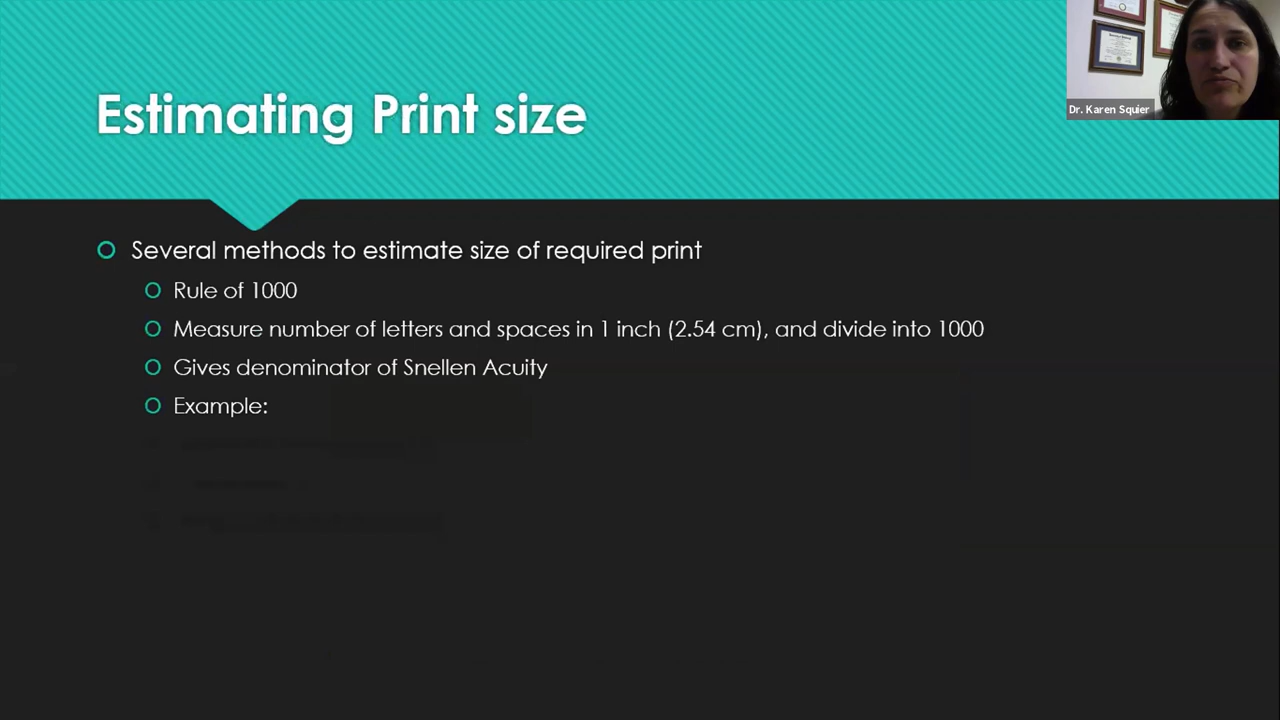 Estimating Print size
Dr. Karen Squier
Several methods to estimate size of required print
Rule of 1000
Measure number of letters and spaces in 1 inch (2.54 cm), and divide into 1000
Gives denominator of Snellen Acuity
Example: